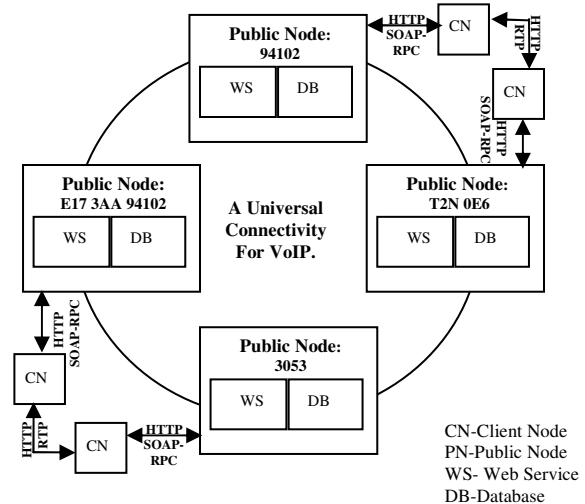 Public Node:
94102
WS DB
HTTP
SOAP-
RPC
CN
HTTP
RTP
CN
HTTP
SOAP-RPC
Public Node:
E17 3AA 94102
WS DB
A Universal
Connectivity
For VoIP.
Public Node:
T2N 0E6
WS DB
HTTP
SOAP-RPC
CN
HTTP
RTP
CN
HTTP
SOAP-
RPC
Public Node:
3053
WS DB
CN-Client Node
PN-Public Node
WS- Web Service
DB-Database